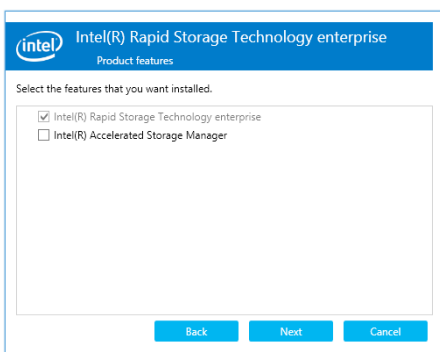 intel
Intel(R) Rapid Storage Technology enterprise
Product features
Select the features that you want installed.
Intel(R) Rapid Storage Technology enterprise
Intel(R) Accelerated Storage Manager
Back Next Cancel